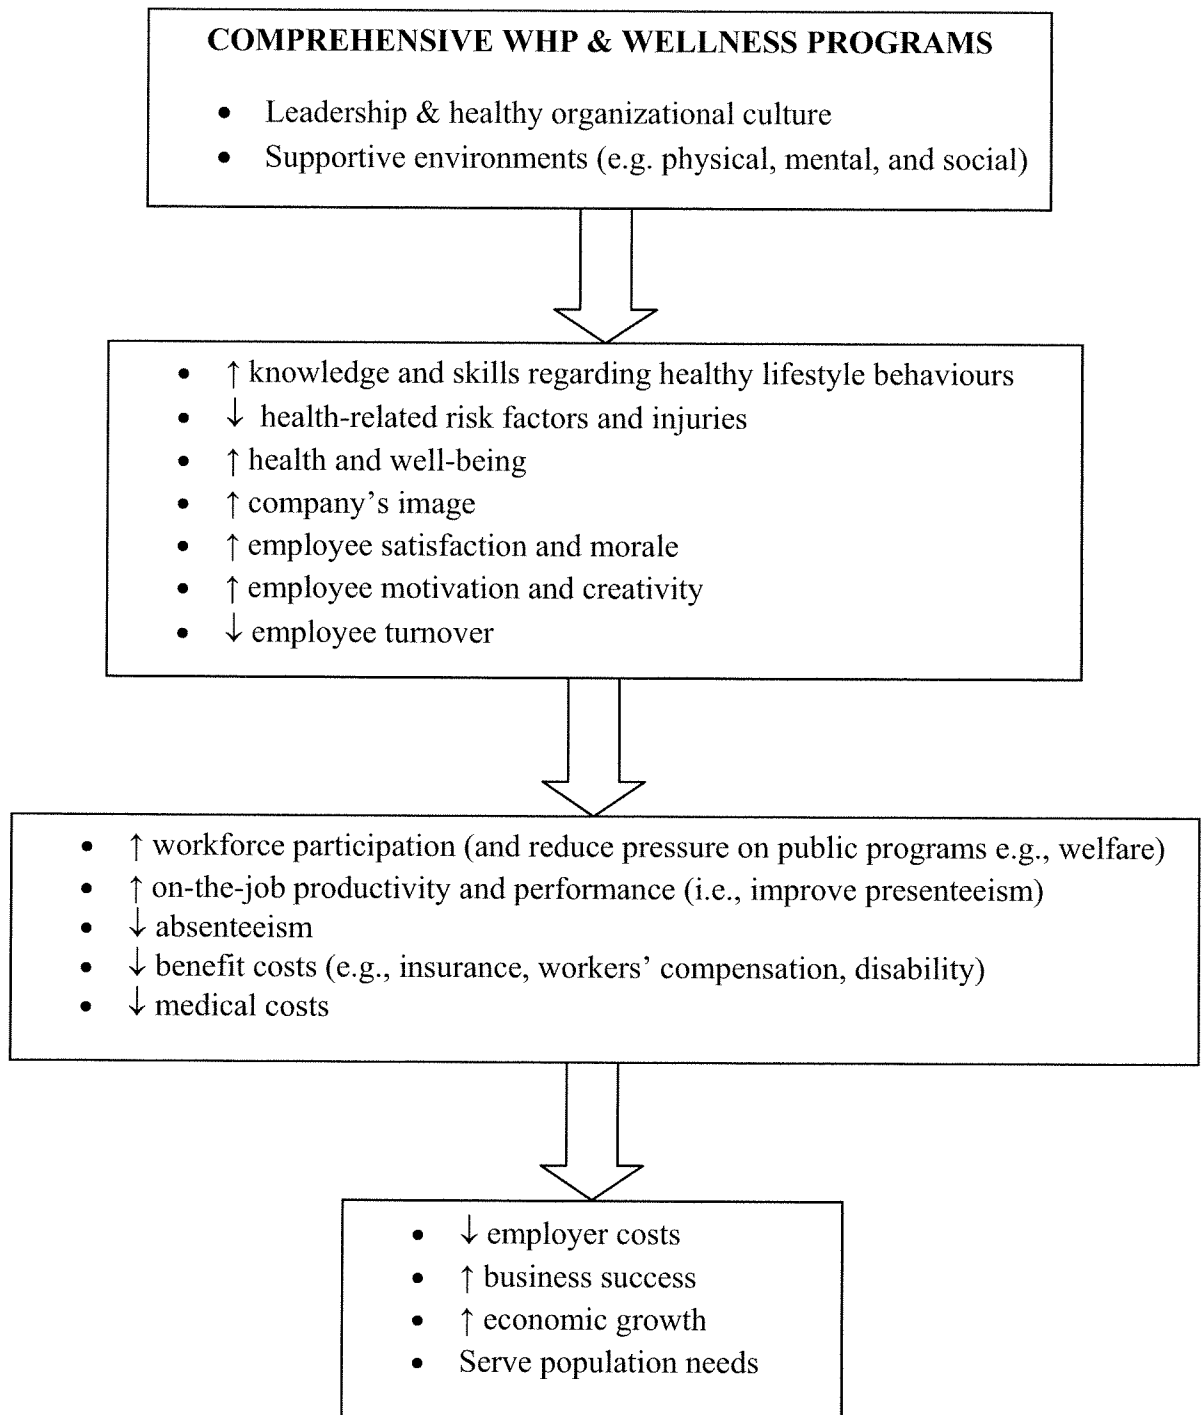 COMPREHENSIVE WHP & WELLNESS PROGRAMS
• Leadership & healthy organizational culture
• Supportive environments (e.g. physical, mental, and social)
• ↑ knowledge and skills regarding healthy lifestyle behaviours
• ↓ health-related risk factors and injuries
• ↑ health and well-being
• ↑ company's image
• ↑ employee satisfaction and morale
• ↑ employee motivation and creativity
• ↓ employee turnover
• ↑ workforce participation (and reduce pressure on public programs e.g., welfare)
• ↑ on-the-job productivity and performance (i.e., improve presenteeism)
• ↓ absenteeism
• ↓ benefit costs (e.g., insurance, workers' compensation, disability)
• ↓ medical costs
• ↓ employer costs
• ↑ business success
• ↑ economic growth
• Serve population needs